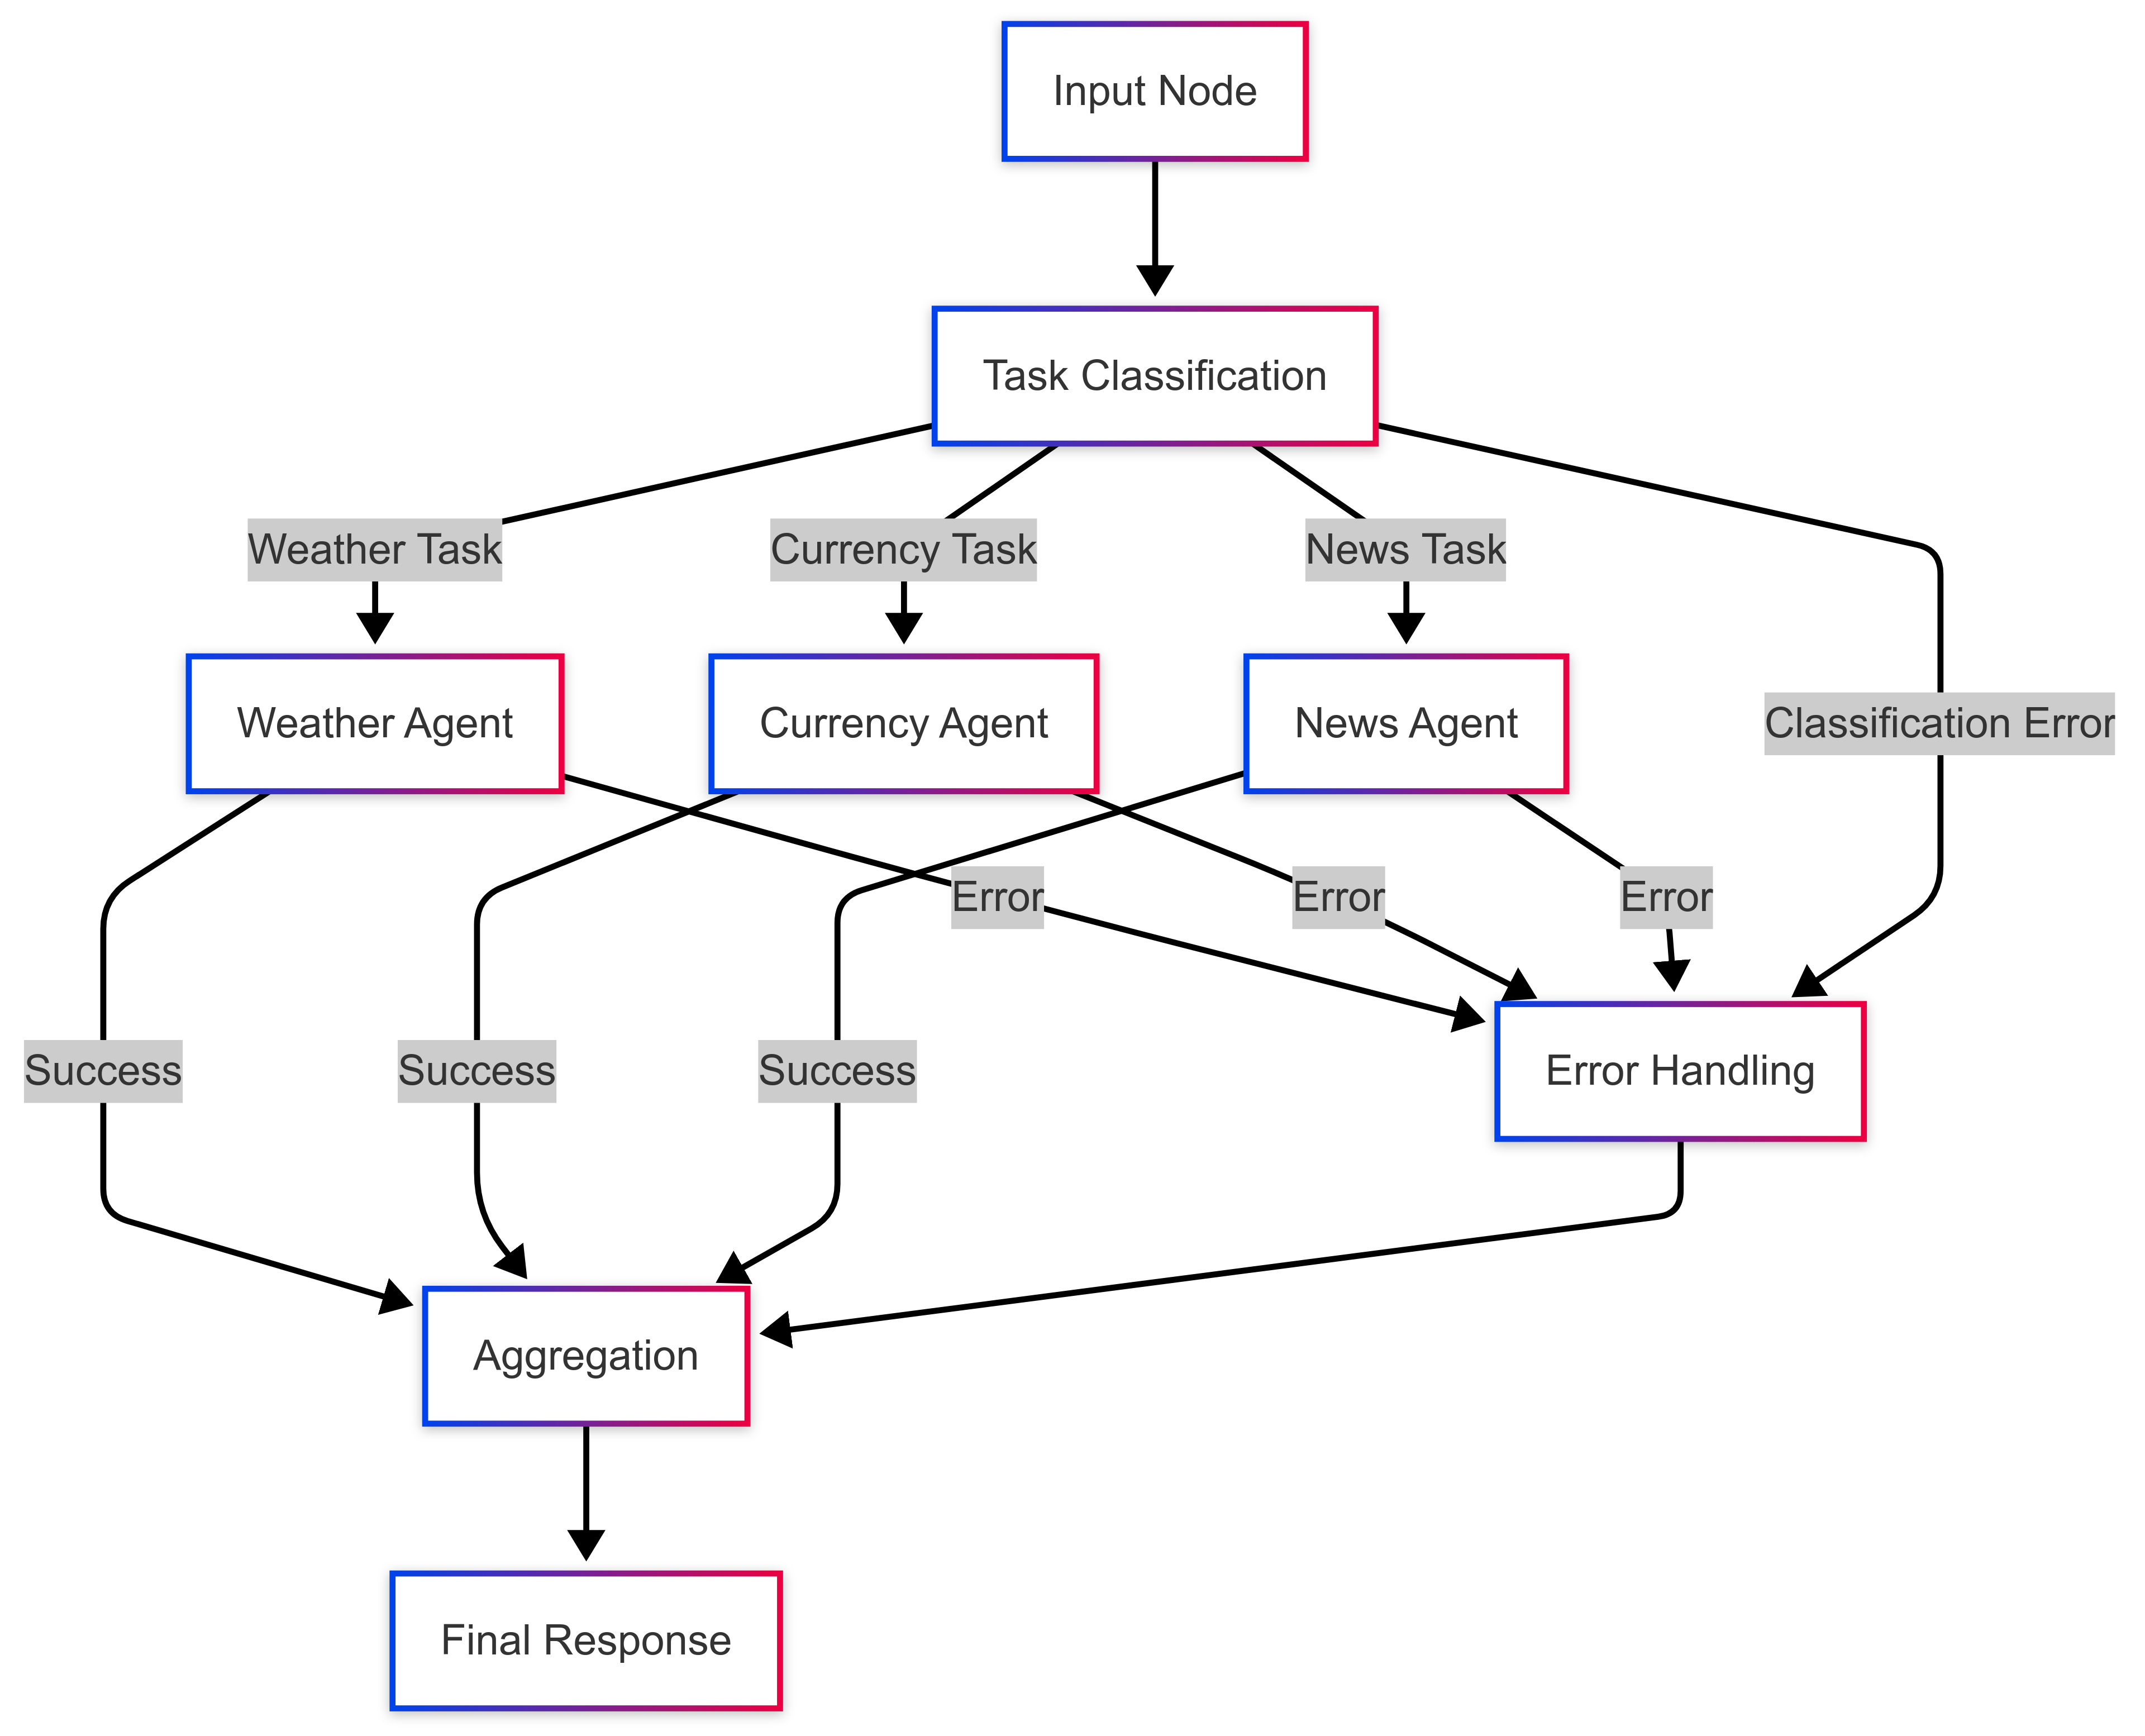 Input Node
Task Classification
Weather Task
Currency Task
News Task
Weather Agent
Currency Agent
News Agent
Classification Error
Error
Error
Error
Success
Success
Success
Error Handling
Aggregation
Final Response